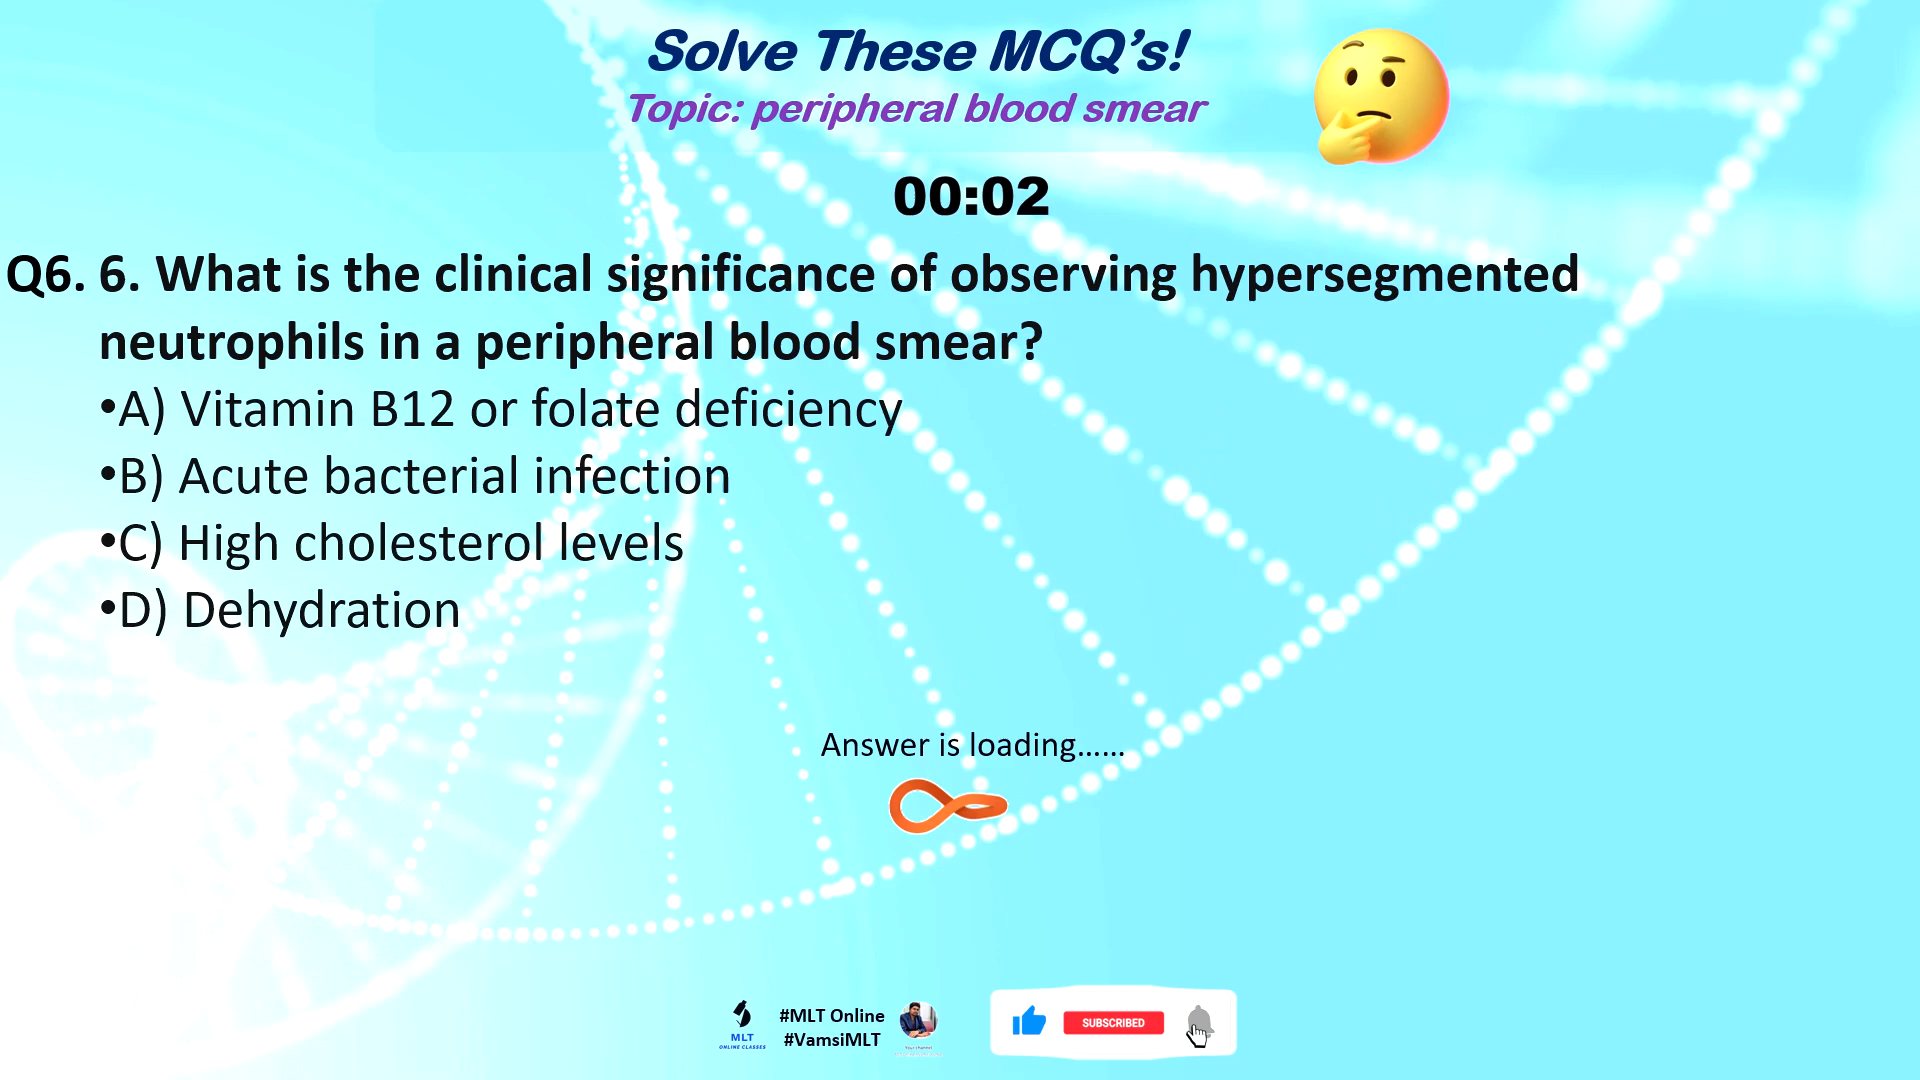 Solve These MCQ’s!
Topic: peripheral blood smear
00:02
Q6. 6. What is the clinical significance of observing hypersegmented
neutrophils in a peripheral blood smear?
•A) Vitamin B12 or folate deficiency
•B) Acute bacterial infection
•C) High cholesterol levels
•D) Dehydration
Answer is loading......
MLT
ONLINE CLASSES
#MLT Online
#VamsiMLT
SUBSCRIBED